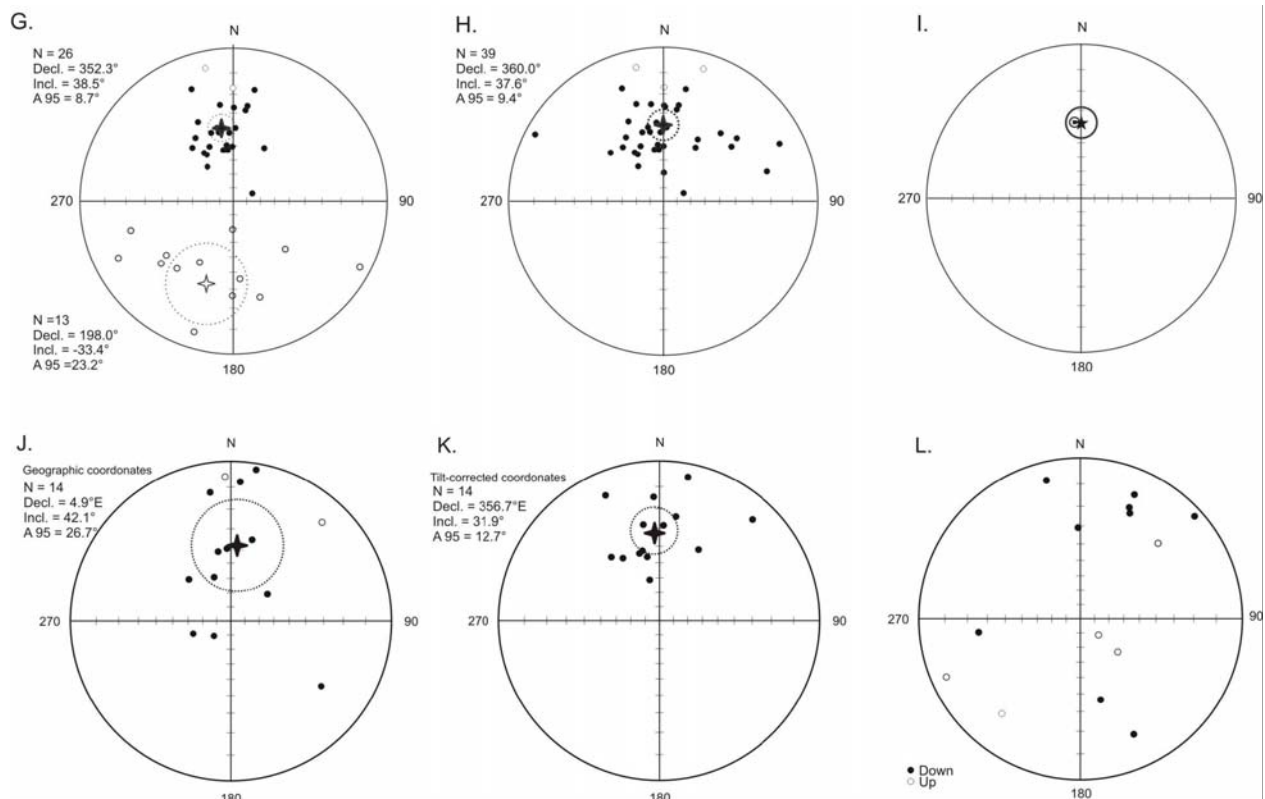 G.
N
N = 26
Decl. = 352.3°
Incl. = 38.5°
A 95 = 8.7°
270
90
N =13
Decl. = 198.0°
Incl. = -33.4°
A 95 =23.2°
180
H.
N
N = 39
Decl. = 360.0°
Incl. = 37.6°
A 95 = 9.4°
270
90
180
I.
N
270
90
180
J.
N
Geographic coordonates
N = 14
Decl. = 4.9°E
Incl. = 42.1°
A 95 = 26.7°
270
90
180
K.
N
Tilt-corrected coordonates
N = 14
Decl. = 356.7°E
Incl. = 31.9°
A 95 = 12.7°
270
90
180
L.
N
270
90
Down
Up
180